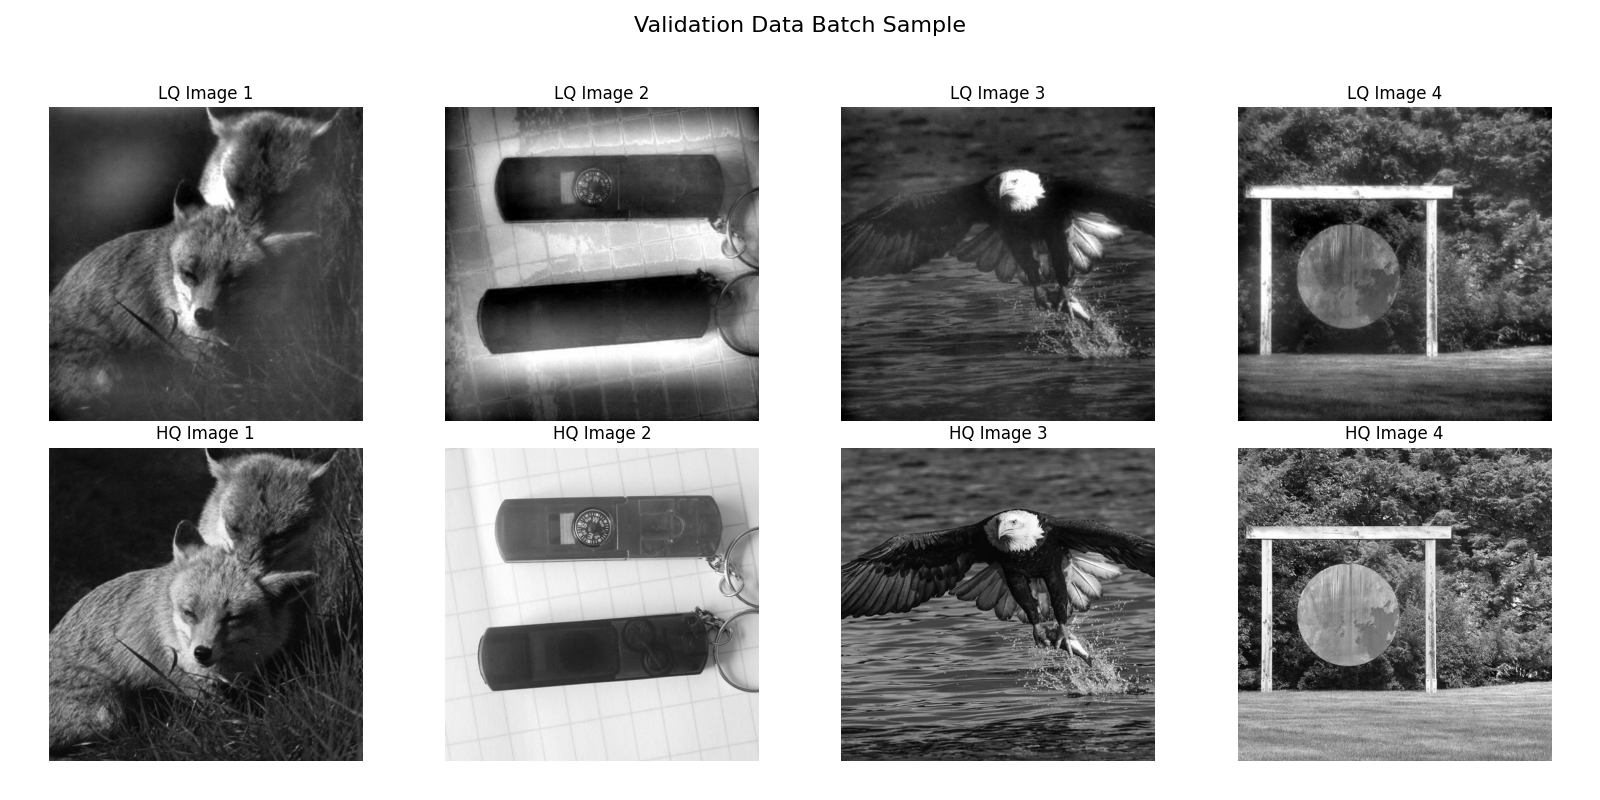 Validation Data Batch Sample
LQ Image 1
LQ Image 2
LQ Image 3
LQ Image 4
HQ Image 1
HQ Image 2
HQ Image 3
HQ Image 4